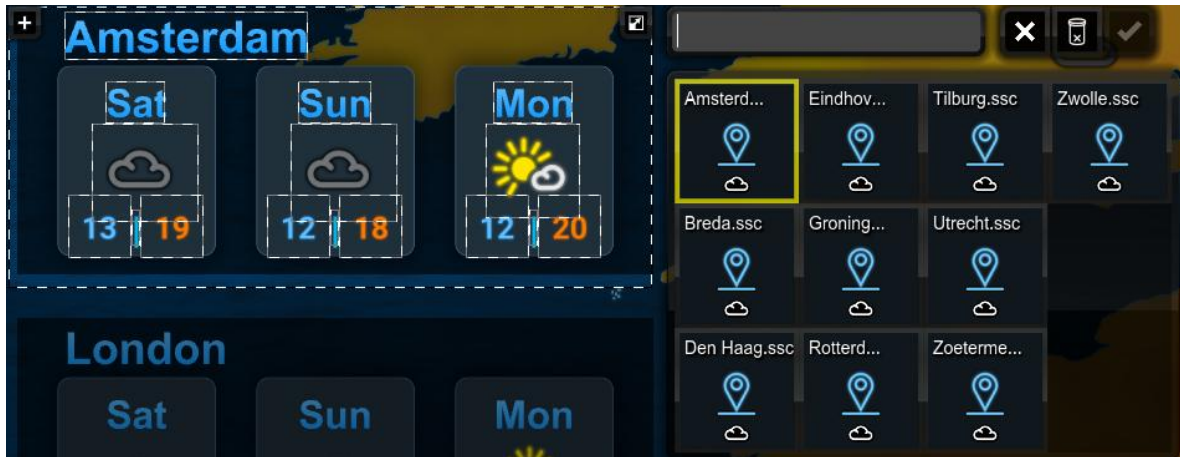 Amsterdam
Sat Sun Mon
13 19 12 18 12 20
London
Sat Sun Mon
Amsterd... Eindhov... Tilburg.ssc Zwolle.ssc
Breda.ssc Groning... Utrecht.ssc
Den Haag.ssc Rotterd... Zoeterme...